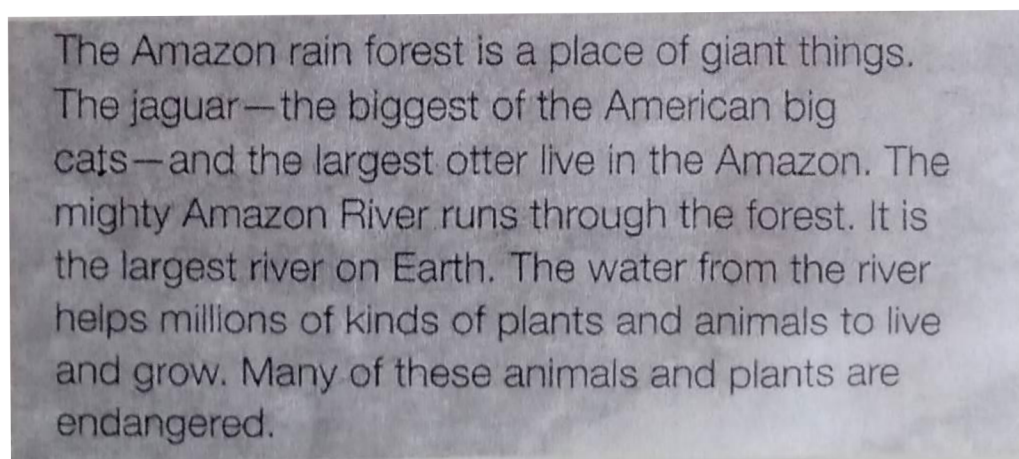 The Amazon rain forest is a place of giant things.
The jaguar—the biggest of the American big
cats—and the largest otter live in the Amazon. The
mighty Amazon River runs through the forest. It is
the largest river on Earth. The water from the river
helps millions of kinds of plants and animals to live
and grow. Many of these animals and plants are
endangered.